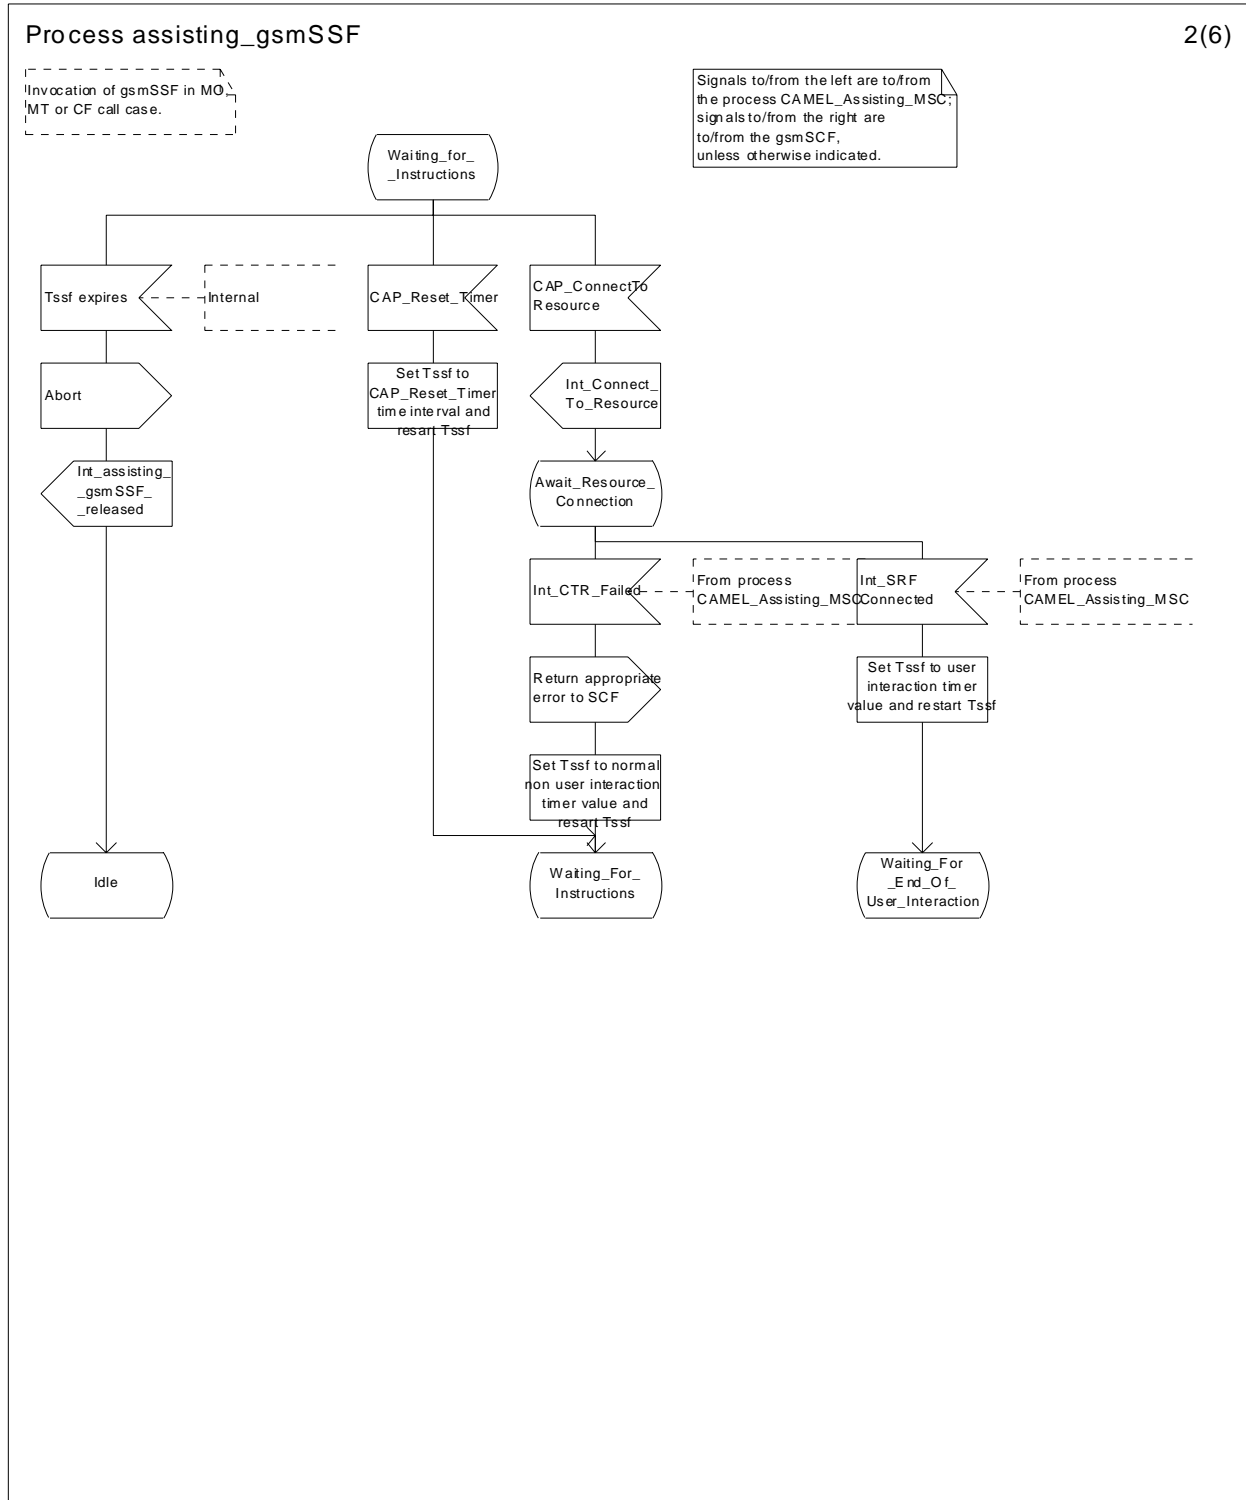 Process assisting_gsmSSF
2(6)
Invocation of gsmSSF in MO,
MT or CF call case.
Signals to/from the left are to/from
the process CAMEL_Assisting_MSC;
signals to/from the right are
to/from the gsmSCF,
unless otherwise indicated.
Waiting_for_
_Instructions
Tssf expires
Internal
CAP_Reset_Timer
CAP_ConnectTo
Resource
Abort
Set Tssf to
CAP_Reset_Timer
time interval and
resart Tssf
Int_Connect_
To_Resource
Int_assisting_
_gsmSSF_
_released
Await_Resource_
Connection
Int_CTR_Failed
From process
CAMEL_Assisting_MSC
Int_SRF
Connected
From process
CAMEL_Assisting_MSC
Return appropriate
error to SCF
Set Tssf to user
interaction timer
value and restart Tssf
Set Tssf to normal
non user interaction
timer value and
resart Tssf
Idle
Waiting_For_
Instructions
Waiting_For
_End_Of_
User_Interaction